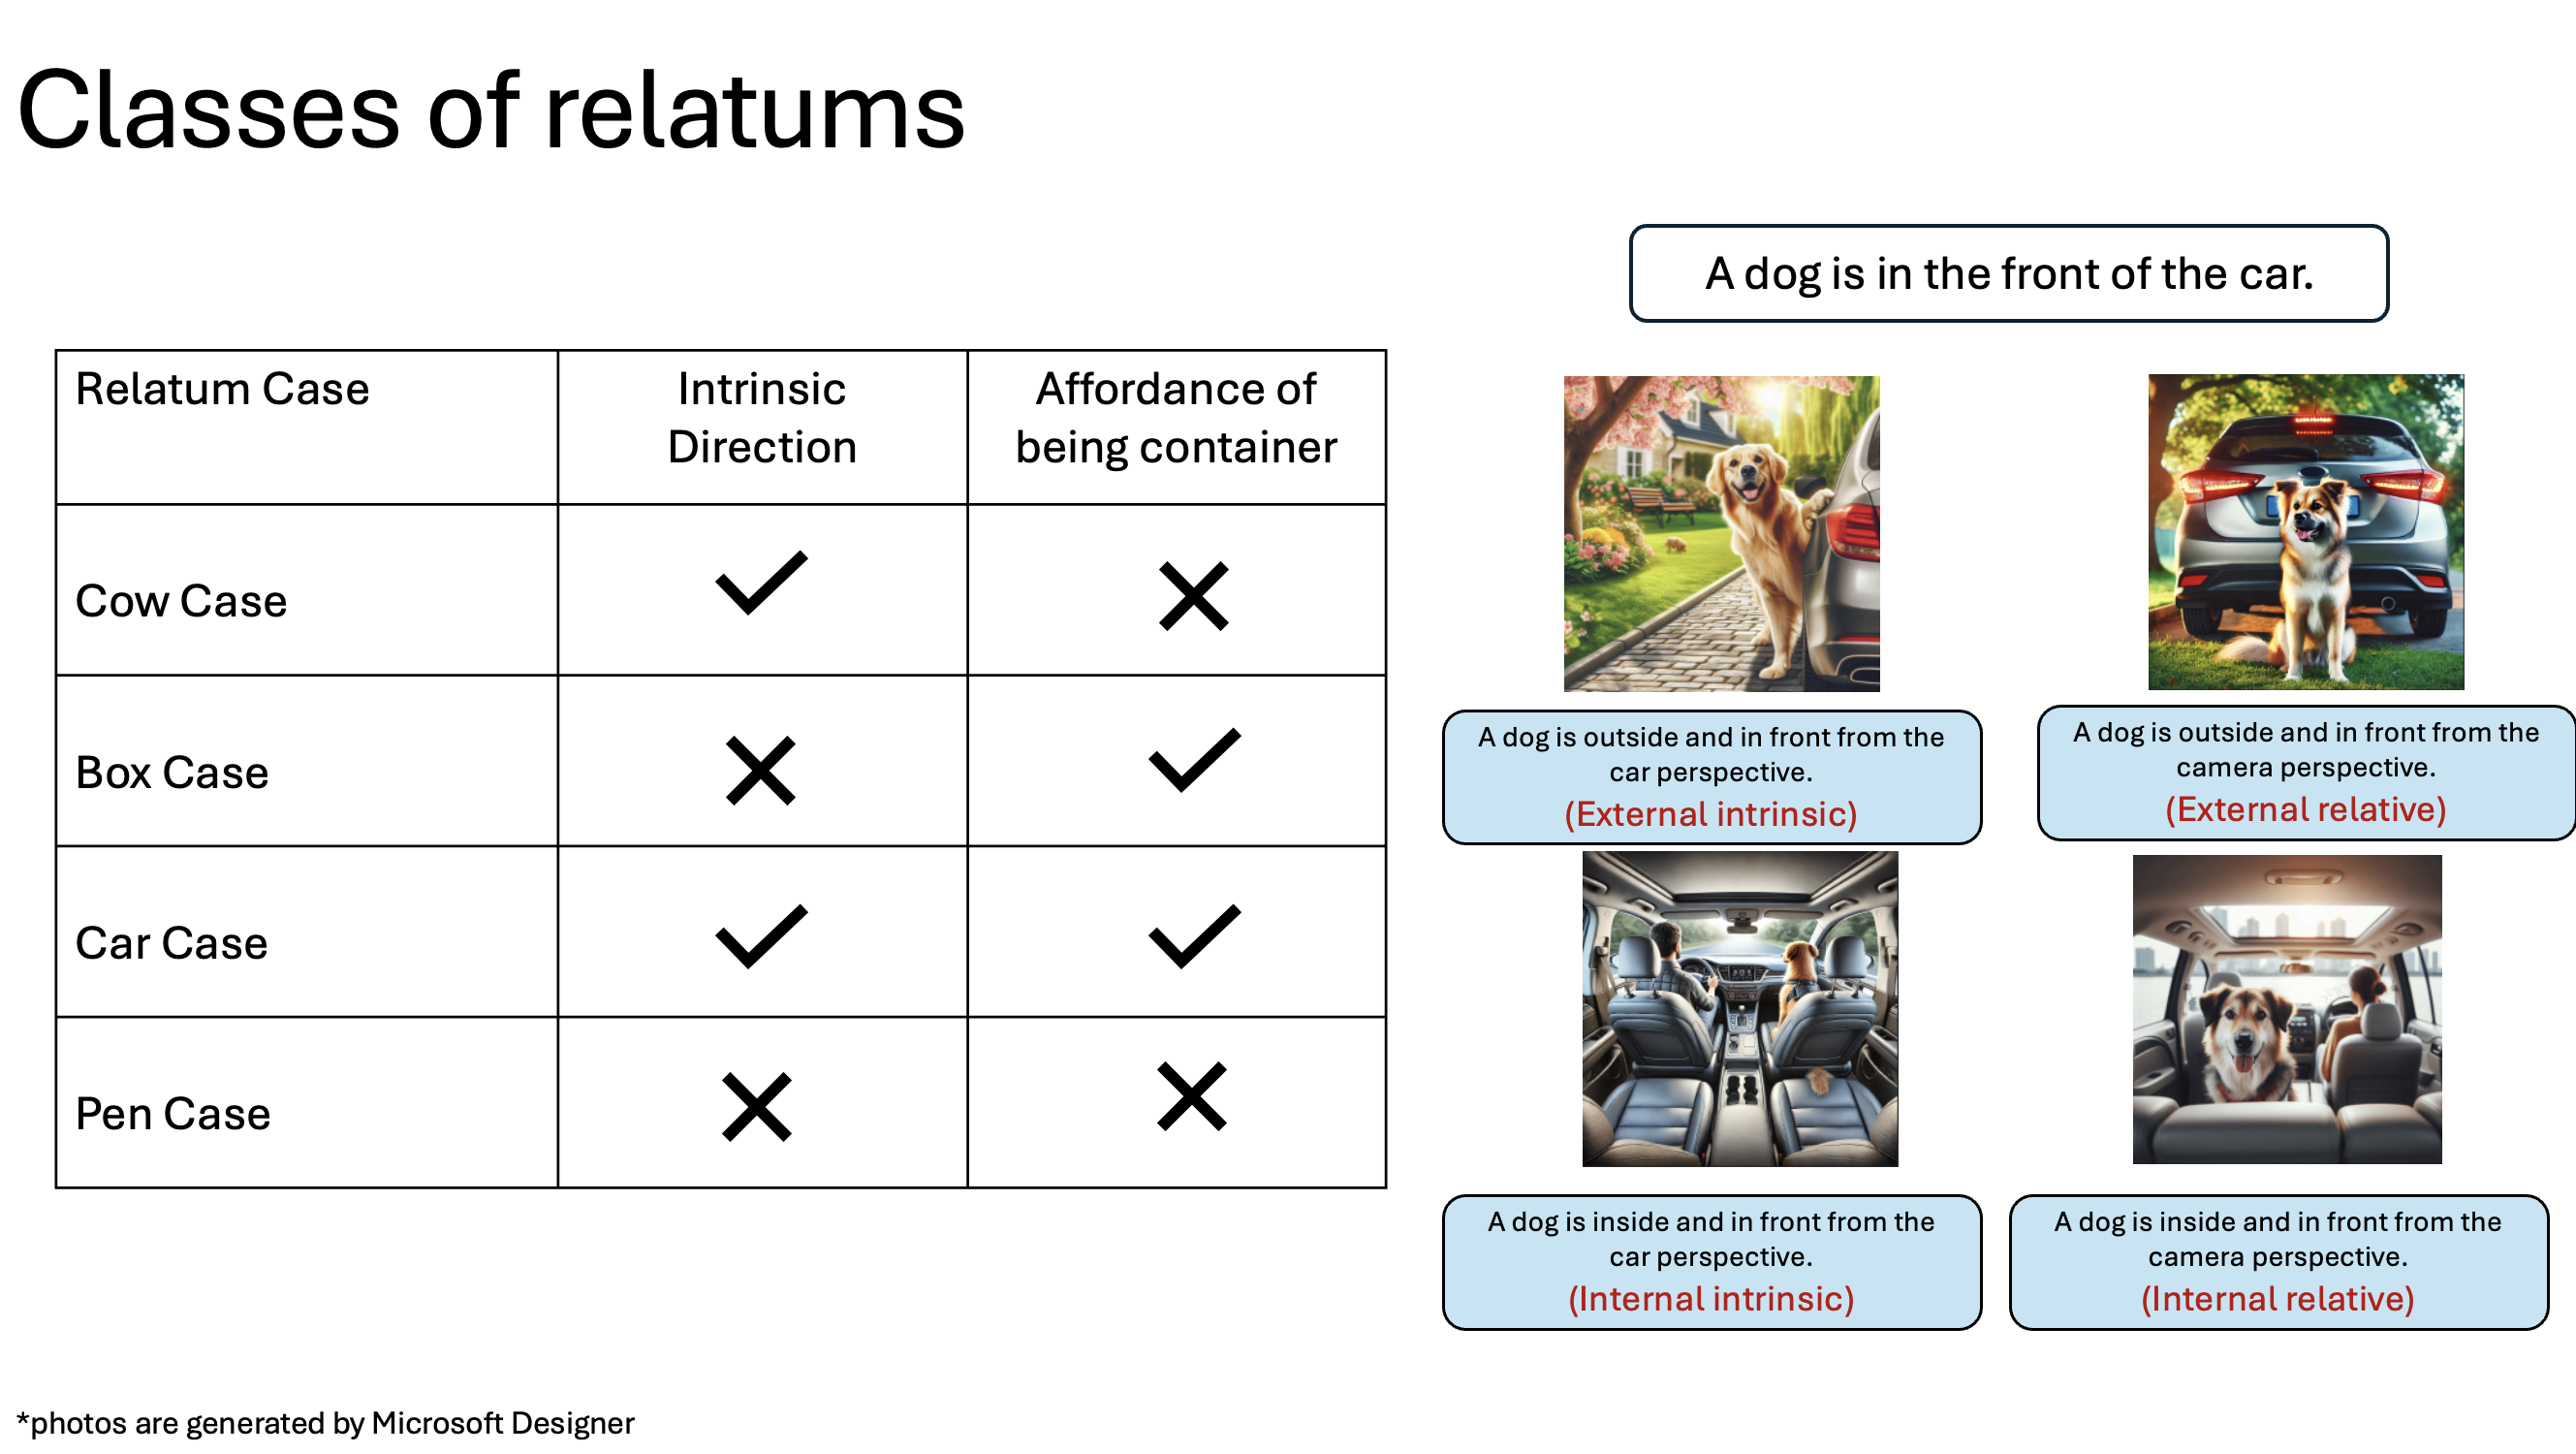 Classes of relatums
Relatum Case
Intrinsic
Direction
Affordance of
being container
Cow Case
Box Case
Car Case
Pen Case
A dog is in the front of the car.
A dog is outside and in front from the
car perspective.
(External intrinsic)
A dog is outside and in front from the
camera perspective.
(External relative)
A dog is inside and in front from the
car perspective.
(Internal intrinsic)
A dog is inside and in front from the
camera perspective.
(Internal relative)
*photos are generated by Microsoft Designer